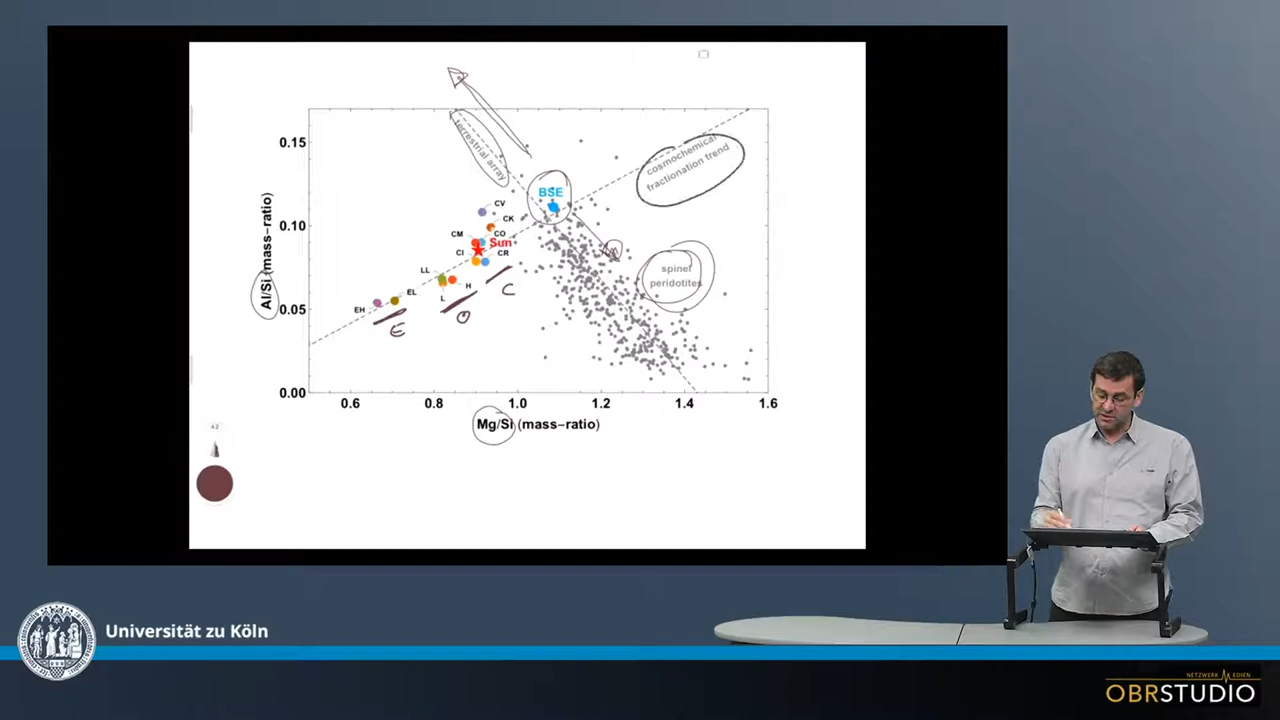 0.15
0.10
0.05
0.00
0.6
0.8
1.0
1.2
1.4
1.6
Al/Si (mass-ratio)
Mg/Si (mass-ratio)
terrestrial array
cosmochemical
fractionation trend
BSE
CV
CK
CM
CO
Sun
CI
CR
LL
H
L
EL
EH
C
O
E
spinel
peridotites
Universität zu Köln
NETZWERK MEDIEN
OBRSTUDIO